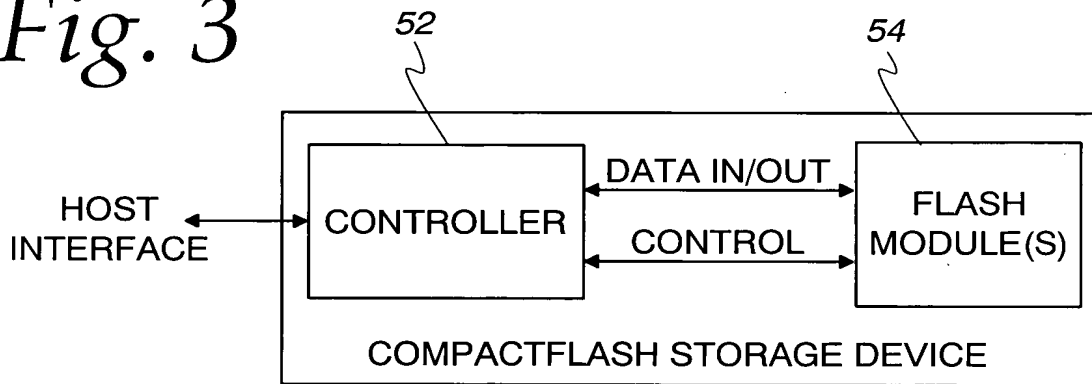 Fig. 3
52
54
HOST
INTERFACE
CONTROLLER
DATA IN/OUT
CONTROL
FLASH
MODULE(S)
COMPACTFLASH STORAGE DEVICE